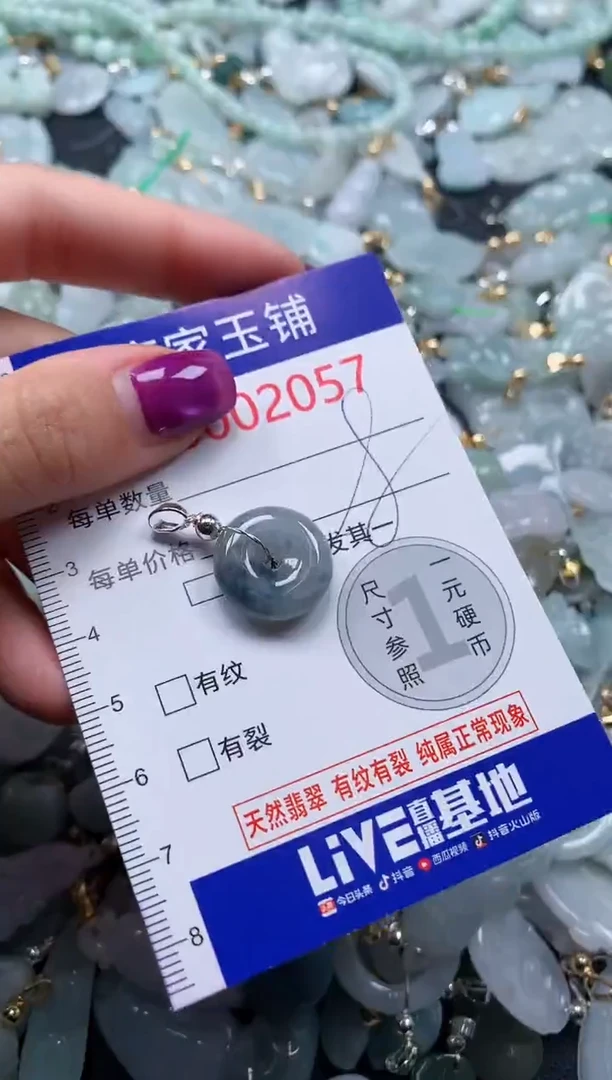 家玉铺
002057
每单数量
每单价格
发其一
3
4
5
6
7
8
有纹
有裂
1
一元硬币
尺寸参照
天然翡翠 有纹有裂 纯属正常现象
LiVE直播基地
今日头条 抖音 西瓜视频 抖音火山版